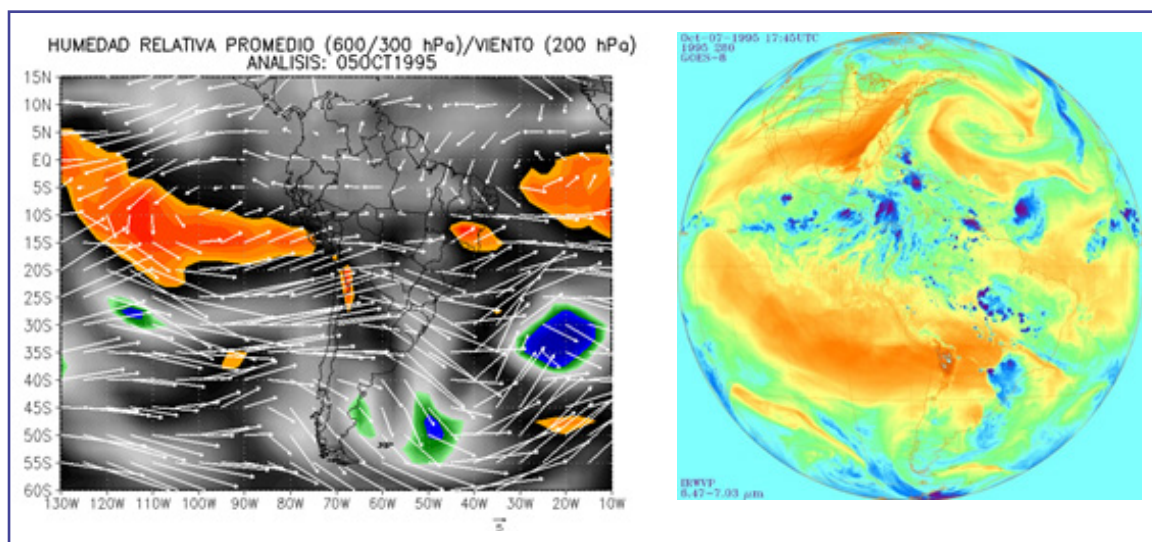 HUMEDAD RELATIVA PROMEDIO (600/300 hPa)/VIENTO (200 hPa)
ANALISIS: 05OCT1995
15N
10N
5N
EQ
5S
10S
15S
20S
25S
30S
35S
40S
45S
50S
55S
60S
130W 120W 110W 100W 90W 80W 70W 60W 50W 40W 30W 20W 10W
Oct-07-1995 17:45UTC
1995 280
GOES-8
IRWVP
6.47-7.03 µm